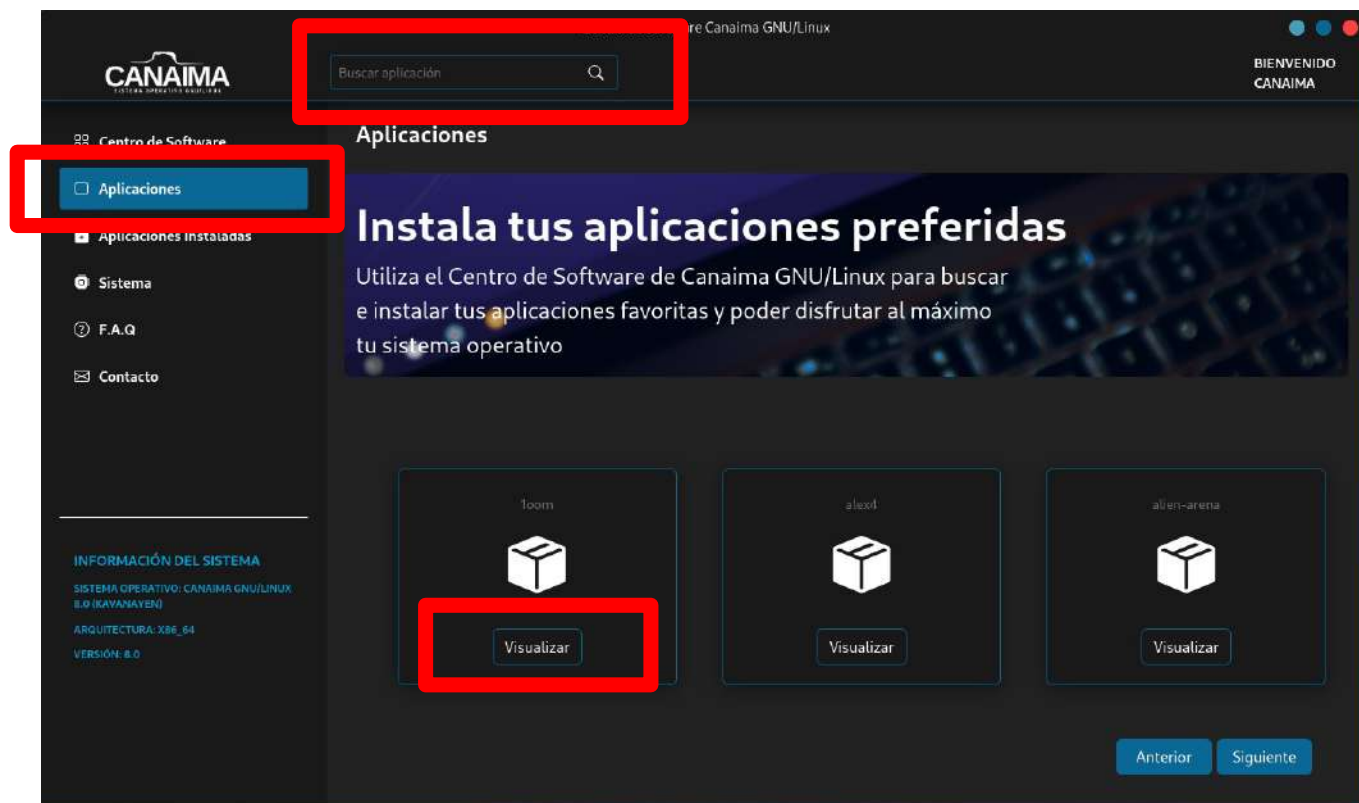 re Canaima GNU/Linux
CANAIMA
Buscar aplicación
BIENVENIDO
CANAIMA
Centro de Software
Aplicaciones
Aplicaciones Instaladas
Sistema
F.A.Q
Contacto
INFORMACIÓN DEL SISTEMA
SISTEMA OPERATIVO: CANAIMA GNU/LINUX
8.0 (KAVANAYEN)
ARQUITECTURA: X86_64
VERSIÓN: 8.0
Aplicaciones
Instala tus aplicaciones preferidas
Utiliza el Centro de Software de Canaima GNU/Linux para buscar
e instalar tus aplicaciones favoritas y poder disfrutar al máximo
tu sistema operativo
1oom
alex4
alien-arena
Visualizar
Visualizar
Visualizar
Anterior
Siguiente